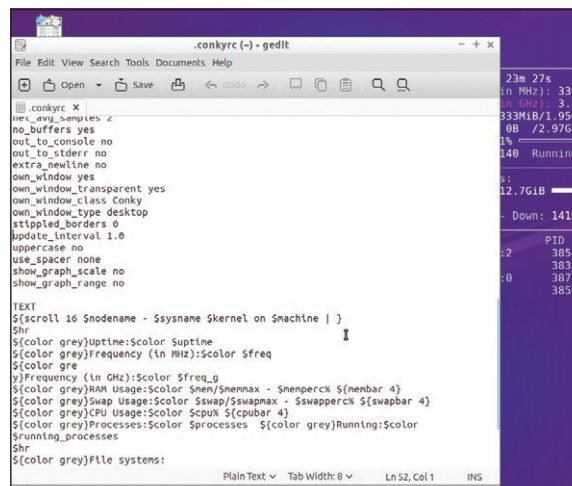 .conkyrc (~) - gedit
File Edit View Search Tools Documents Help
Open Save Undo
.conkyrc
net_avg_samples 2
no_buffers yes
out_to_console no
out_to_stderr no
extra_newline no
own_window yes
own_window_transparent yes
own_window_class Conky
own_window_type desktop
stippled_borders 0
update_interval 1.0
uppercase no
use_spacer none
show_graph_scale no
show_graph_range no
TEXT
${scroll 16 $nodename - $sysname $kernel on $machine | }
$hr
${color grey}Uptime:$color $uptime
${color grey}Frequency (in MHz):$color $freq
${color gre
y}Frequency (in GHz):$color $freq_g
${color grey}RAM Usage:$color $mem/$memmax - $memperc% ${membar 4}
${color grey}Swap Usage:$color $swap/$swapmax - $swapperc% ${swapbar 4}
${color grey}CPU Usage:$color $cpu% ${cpubar 4}
${color grey}Processes:$color $processes  ${color grey}Running:$color
$running_processes
$hr
${color grey}File systems:
Plain Text Tab Width: 8 Ln 52, Col 1 INS
23m 27s
in MHz): 33
in GHz): 3.
333MiB/1.95
0B /2.97G
1%
140 Running
s:
12.7GiB
- Down: 141
PID
:2 385
383
:0 387
385